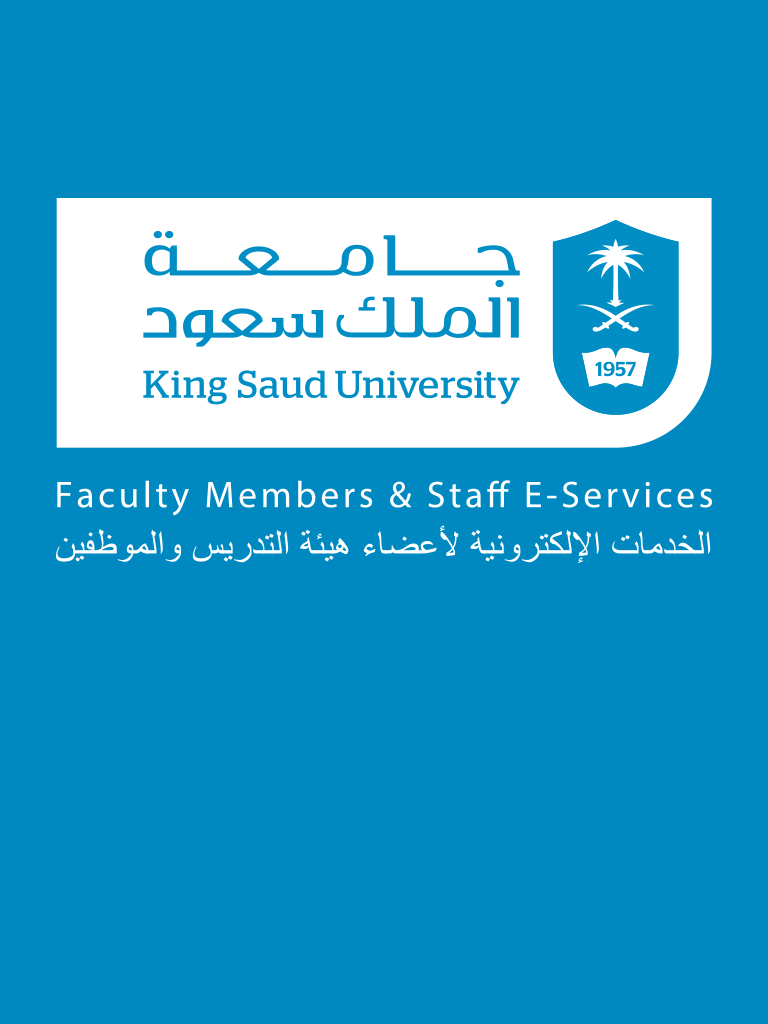 جامعة
الملك سعود
King Saud University
1957
Faculty Members & Staff E-Services
الخدمات الإلكترونية لأعضاء هيئة التدريس والموظفين